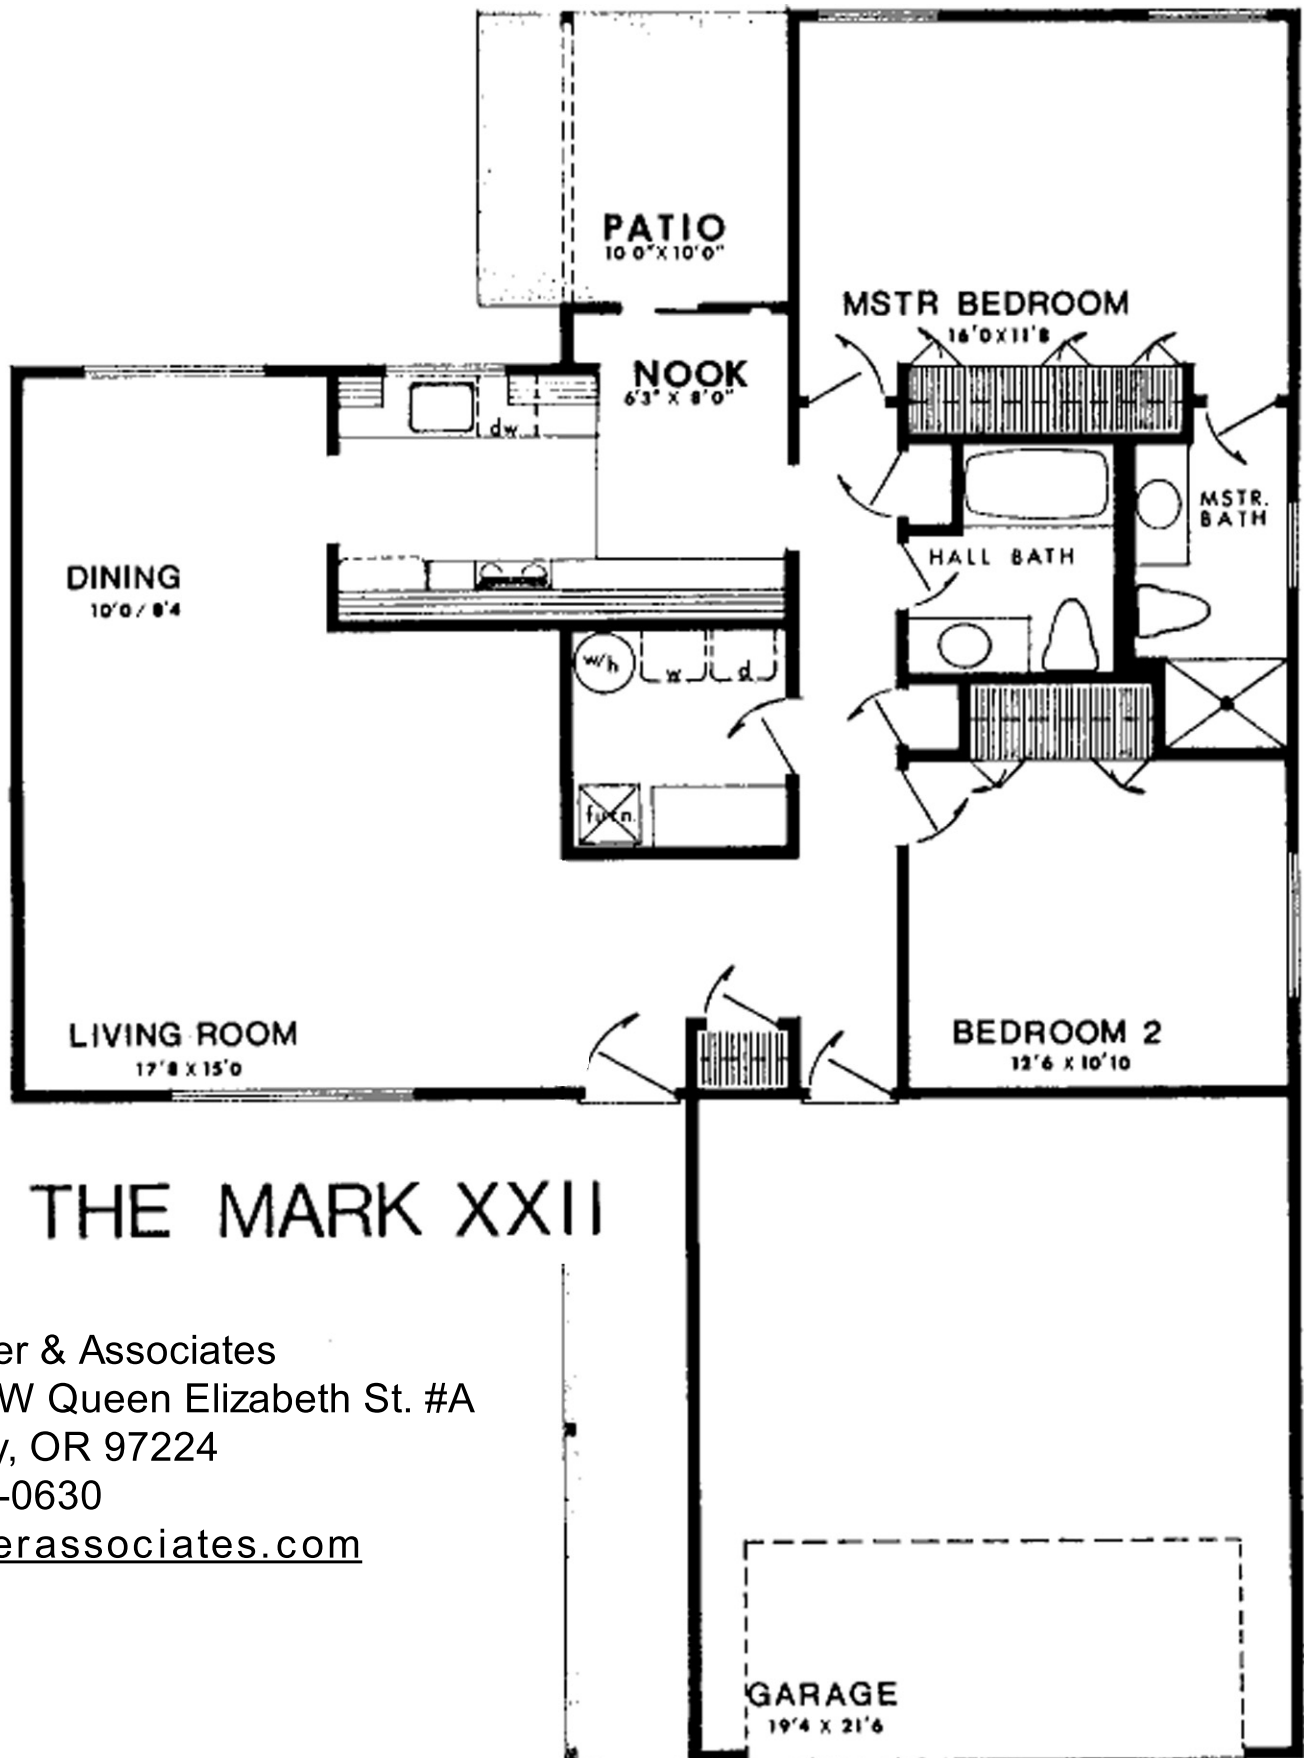 PATIO
10'0"X10'0"
MSTR BEDROOM
16'0X11'8
NOOK
6'3" X 8'0"
dw
MSTR.
BATH
HALL BATH
DINING
10'0/8'4
w/h
w
d
furn.
LIVING ROOM
17'8 X 15'0
BEDROOM 2
12'6 X 10'10
THE MARK XXII
er & Associates
W Queen Elizabeth St. #A
y, OR 97224
-0630
erassociates.com
GARAGE
19'4 X 21'6